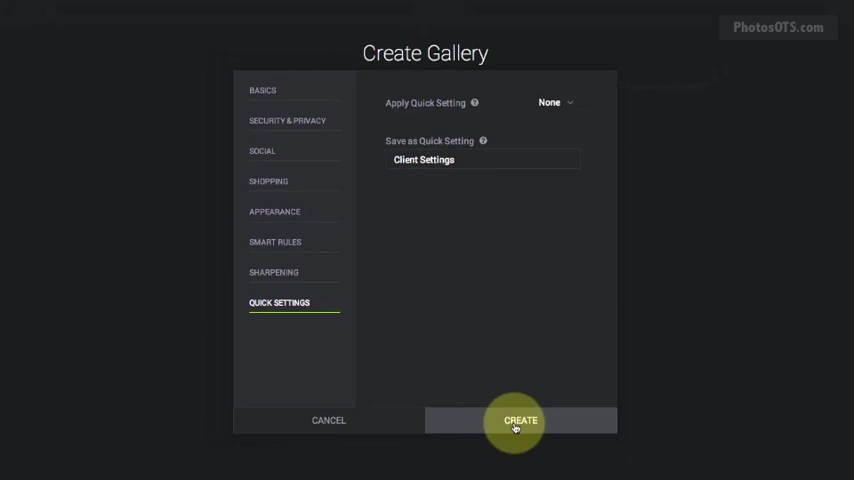 PhotosOTS.com
Create Gallery
BASICS
Apply Quick Setting ? None
SECURITY & PRIVACY
Save as Quick Setting ?
SOCIAL
Client Settings
SHOPPING
APPEARANCE
SMART RULES
SHARPENING
QUICK SETTINGS
CANCEL
CREATE